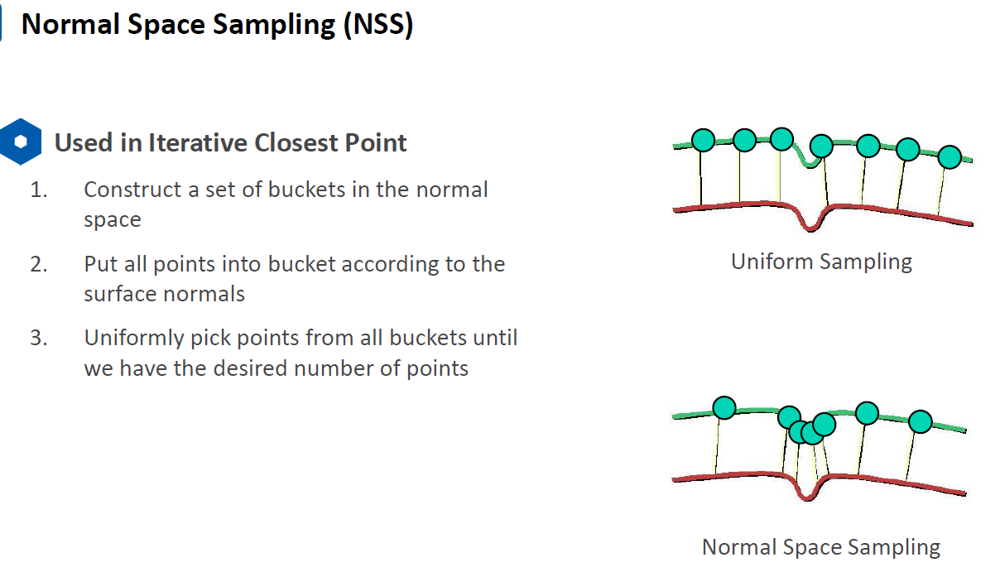 Normal Space Sampling (NSS)
Used in Iterative Closest Point
1. Construct a set of buckets in the normal
space
2. Put all points into bucket according to the
surface normals
3. Uniformly pick points from all buckets until
we have the desired number of points
Uniform Sampling
Normal Space Sampling